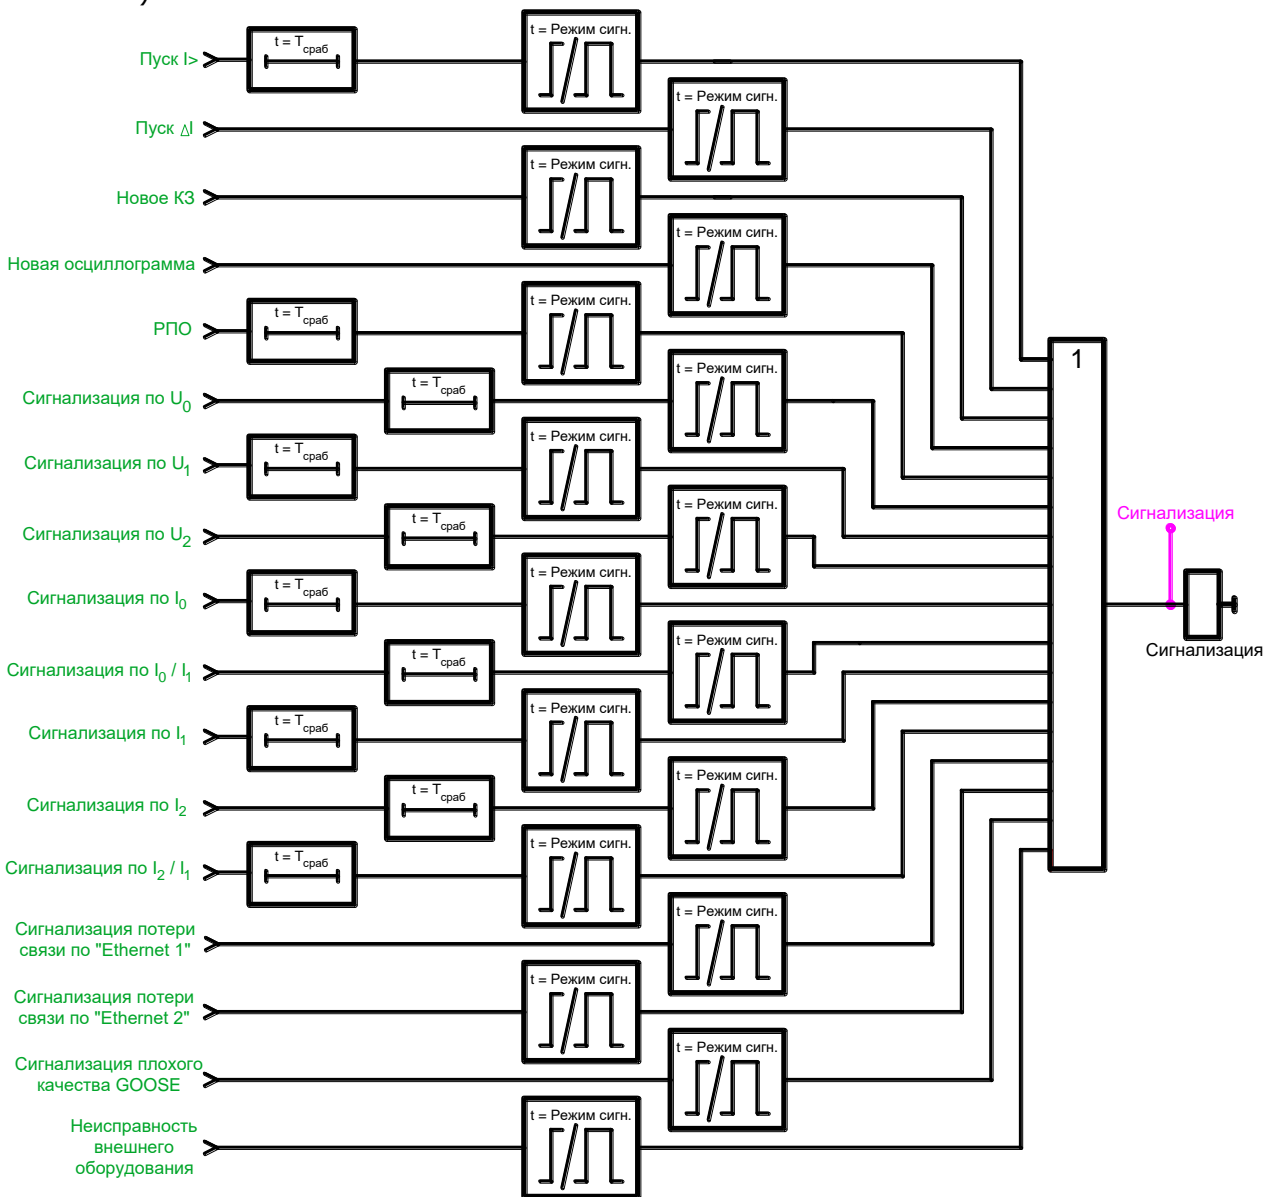 )
t = Tсраб
t = Режим сигн.
Пуск I>
t = Режим сигн.
Пуск ΔI
t = Режим сигн.
Новое КЗ
t = Режим сигн.
Новая осциллограмма
t = Tсраб
t = Режим сигн.
РПО
1
t = Tсраб
t = Режим сигн.
Сигнализация по U0
t = Tсраб
t = Режим сигн.
Сигнализация по U1
t = Tсраб
t = Режим сигн.
Сигнализация по U2
Сигнализация
t = Tсраб
t = Режим сигн.
Сигнализация по I0
Сигнализация
t = Tсраб
t = Режим сигн.
Сигнализация по I0 / I1
t = Tсраб
t = Режим сигн.
Сигнализация по I1
t = Tсраб
t = Режим сигн.
Сигнализация по I2
t = Tсраб
t = Режим сигн.
Сигнализация по I2 / I1
t = Режим сигн.
Сигнализация потери
связи по "Ethernet 1"
t = Режим сигн.
Сигнализация потери
связи по "Ethernet 2"
t = Режим сигн.
Сигнализация плохого
качества GOOSE
t = Режим сигн.
Неисправность
внешнего
оборудования